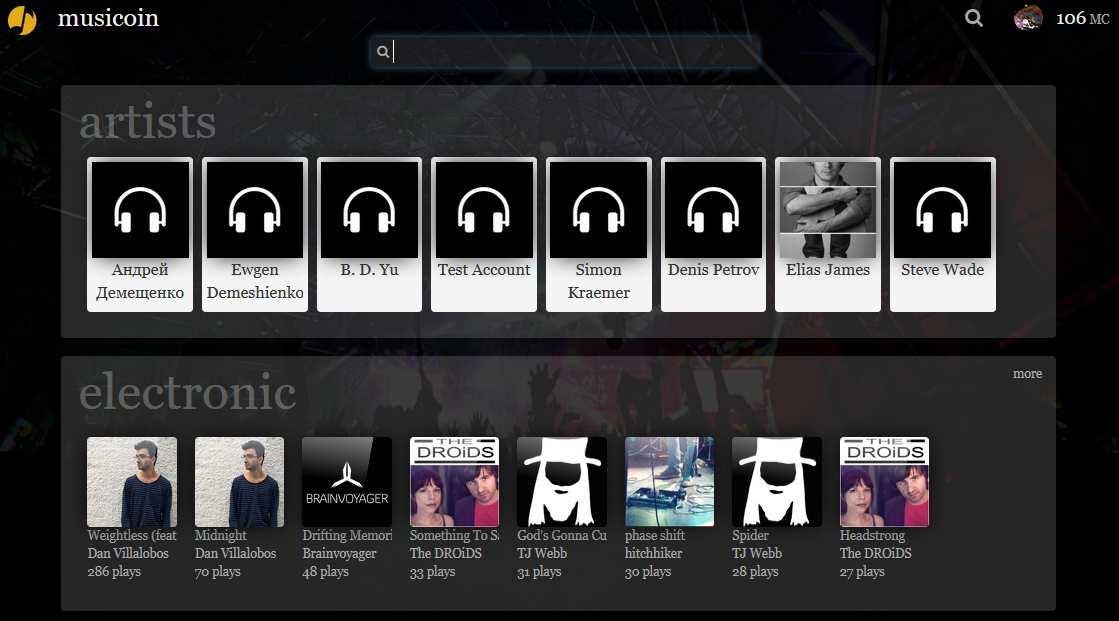 musicoin
106 MC
artists
Андрей
Демещенко
Ewgen
Demeshienko
B. D. Yu
Test Account
Simon
Kraemer
Denis Petrov
Elias James
Steve Wade
electronic
more
BRAINVOYAGER
THE
DROiDS
THE
DROiDS
Weightless (feat
Dan Villalobos
286 plays
Midnight
Dan Villalobos
70 plays
Drifting Memori
Brainvoyager
48 plays
Something To Sa
The DROiDS
33 plays
God's Gonna Cu
TJ Webb
31 plays
phase shift
hitchhiker
30 plays
Spider
TJ Webb
28 plays
Headstrong
The DROiDS
27 plays